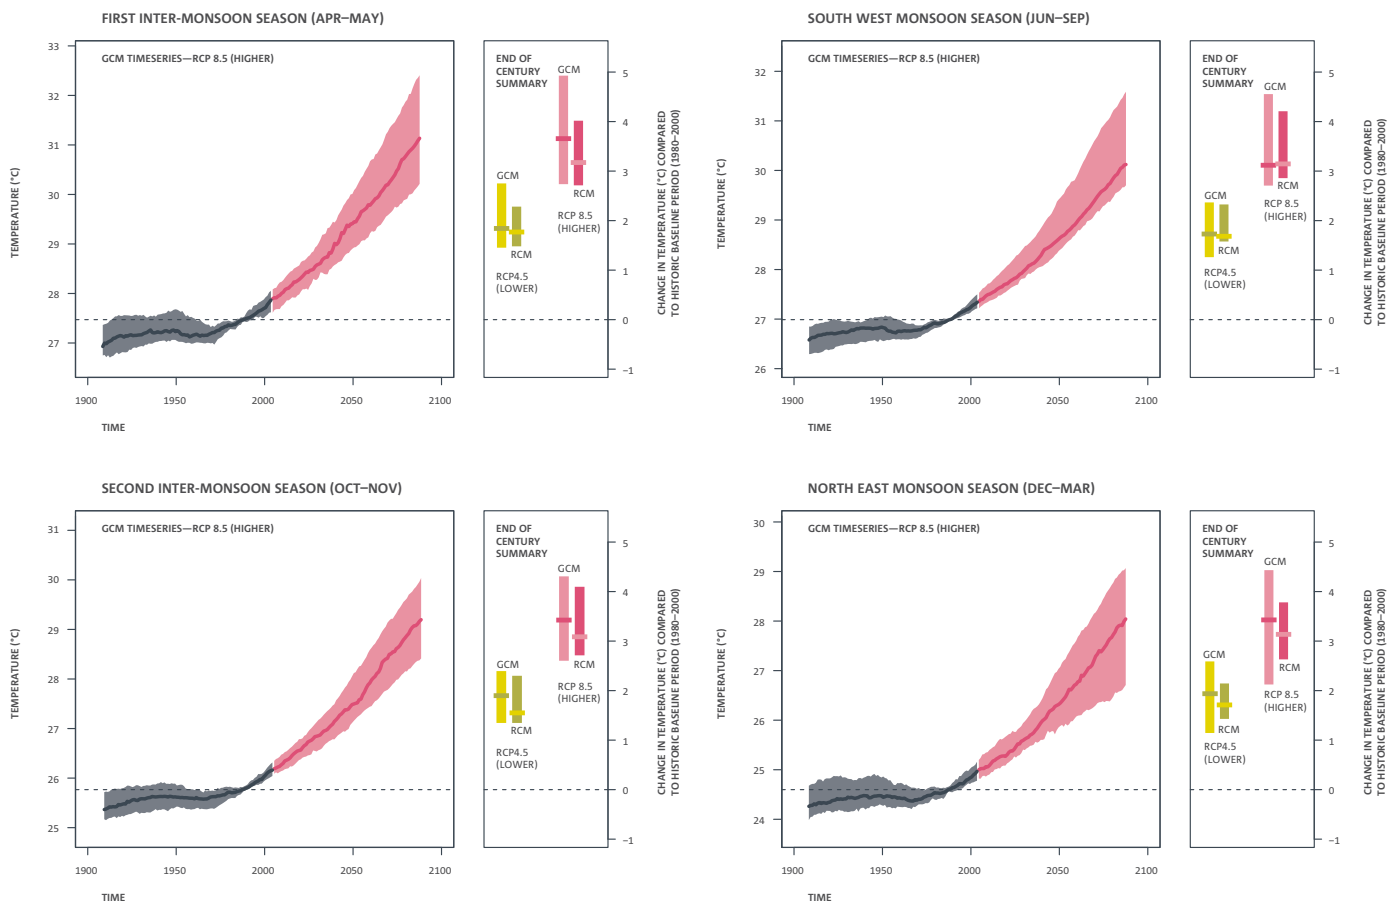 FIRST INTER-MONSOON SEASON (APR–MAY)
GCM TIMESERIES—RCP 8.5 (HIGHER)
33
32
31
30
29
28
27
TEMPERATURE (°C)
1900
1950
2000
2050
2100
TIME
END OF
CENTURY
SUMMARY
GCM
GCM
RCM
RCP 8.5
(HIGHER)
RCM
RCP4.5
(LOWER)
5
4
3
2
1
0
–1
CHANGE IN TEMPERATURE (°C) COMPARED
TO HISTORIC BASELINE PERIOD (1980–2000)
SOUTH WEST MONSOON SEASON (JUN–SEP)
GCM TIMESERIES—RCP 8.5 (HIGHER)
32
31
30
29
28
27
26
TEMPERATURE (°C)
1900
1950
2000
2050
2100
TIME
END OF
CENTURY
SUMMARY
GCM
GCM
RCM
RCP 8.5
(HIGHER)
RCM
RCP4.5
(LOWER)
5
4
3
2
1
0
–1
CHANGE IN TEMPERATURE (°C) COMPARED
TO HISTORIC BASELINE PERIOD (1980–2000)
SECOND INTER-MONSOON SEASON (OCT–NOV)
GCM TIMESERIES—RCP 8.5 (HIGHER)
31
30
29
28
27
26
25
TEMPERATURE (°C)
1900
1950
2000
2050
2100
TIME
END OF
CENTURY
SUMMARY
GCM
GCM
RCM
RCP 8.5
(HIGHER)
RCM
RCP4.5
(LOWER)
5
4
3
2
1
0
–1
CHANGE IN TEMPERATURE (°C) COMPARED
TO HISTORIC BASELINE PERIOD (1980–2000)
NORTH EAST MONSOON SEASON (DEC–MAR)
GCM TIMESERIES—RCP 8.5 (HIGHER)
30
29
28
27
26
25
24
TEMPERATURE (°C)
1900
1950
2000
2050
2100
TIME
END OF
CENTURY
SUMMARY
GCM
GCM
RCM
RCP 8.5
(HIGHER)
RCM
RCP4.5
(LOWER)
5
4
3
2
1
0
–1
CHANGE IN TEMPERATURE (°C) COMPARED
TO HISTORIC BASELINE PERIOD (1980–2000)